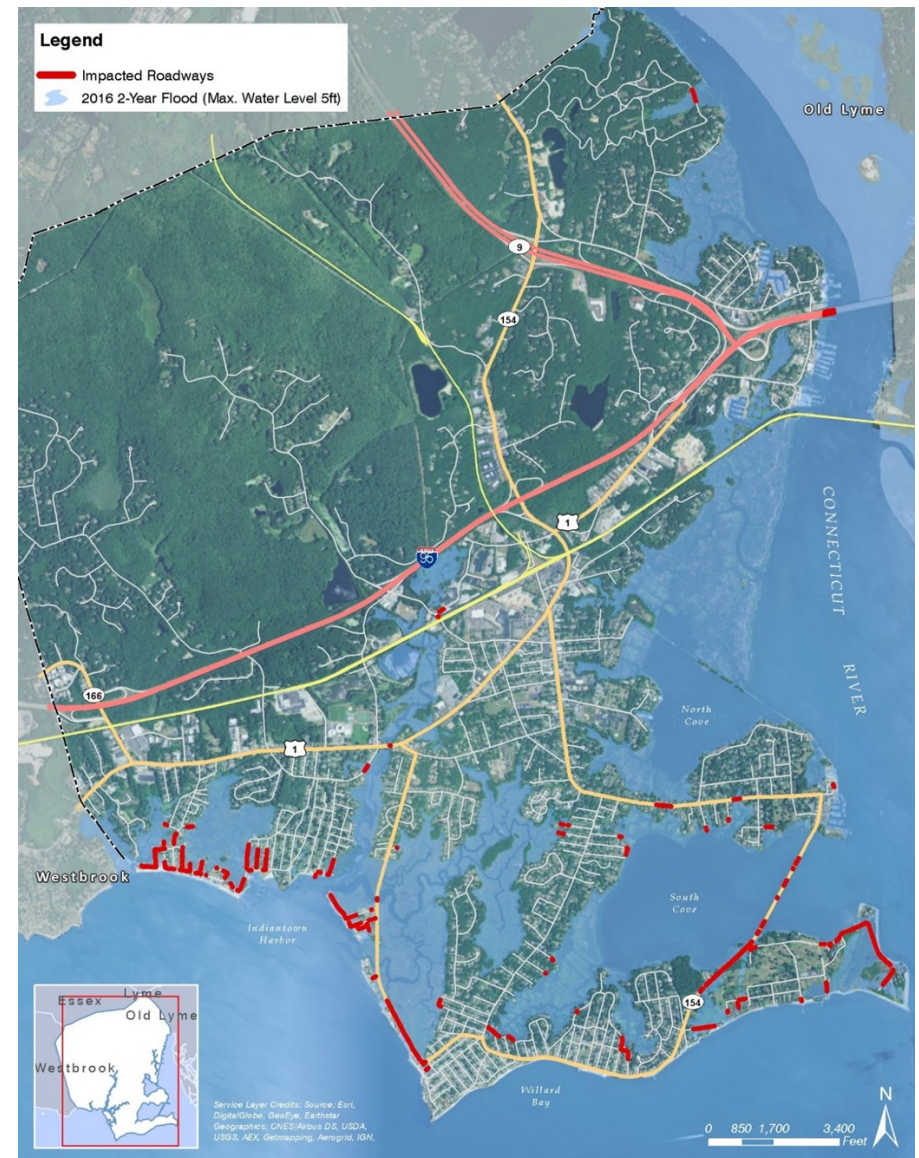 Legend
Impacted Roadways
2016 2-Year Flood (Max. Water Level 5ft)
Old Lyme
9
154
1
95
CONNECTICUT
RIVER
166
North
Cove
1
Westbrook
South
Cove
Indiantown
Harbor
154
Willard
Bay
Essex
Lyme
Old Lyme
Westbrook
Service Layer Credits: Source: Esri,
DigitalGlobe, GeoEye, Earthstar
Geographics, CNES/Airbus DS, USDA,
USGS, AEX, Getmapping, Aerogrid, IGN,
N
0 850 1,700 3,400
Feet